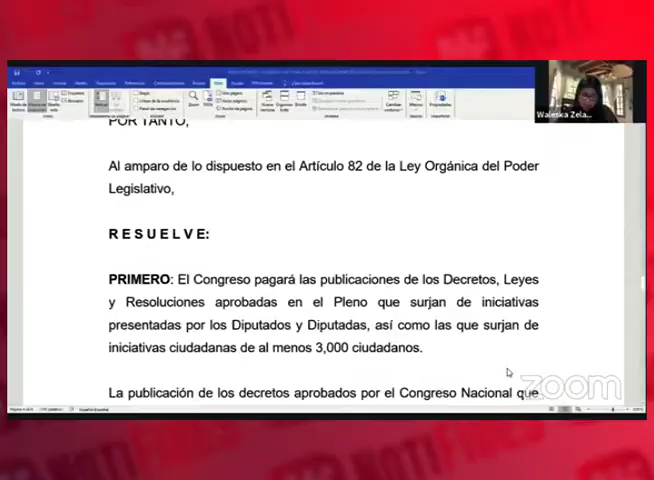 Waleska Zela...
POR TANTO,
Al amparo de lo dispuesto en el Artículo 82 de la Ley Orgánica del Poder
Legislativo,
R E S U E L V E:
PRIMERO: El Congreso pagará las publicaciones de los Decretos, Leyes
y Resoluciones aprobadas en el Pleno que surjan de iniciativas
presentadas por los Diputados y Diputadas, así como las que surjan de
iniciativas ciudadanas de al menos 3,000 ciudadanos.
zoom
La publicación de los decretos aprobados por el Congreso Nacional que